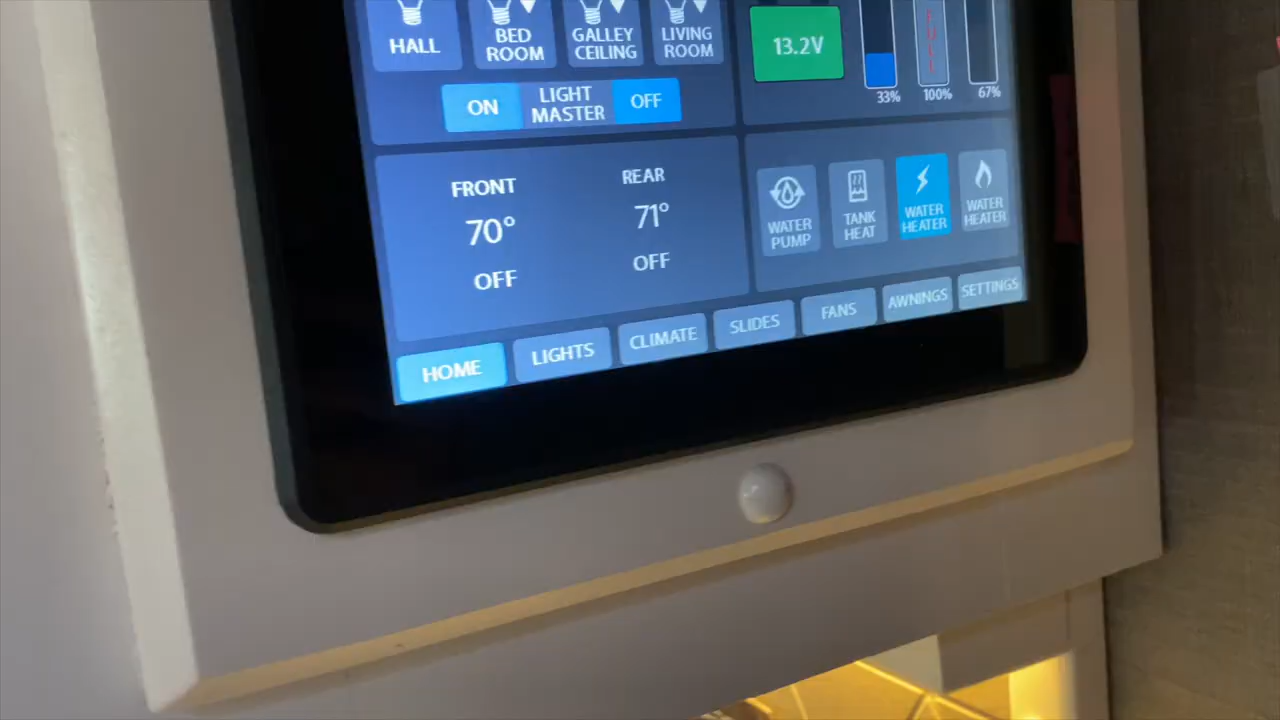 HALL
BED
ROOM
GALLEY
CEILING
LIVING
ROOM
ON
LIGHT
MASTER
OFF
13.2V
33%
100%
67%
FRONT
70°
OFF
REAR
71°
OFF
WATER
PUMP
TANK
HEAT
WATER
HEATER
WATER
HEATER
HOME
LIGHTS
CLIMATE
SLIDES
FANS
AWNINGS
SETTINGS